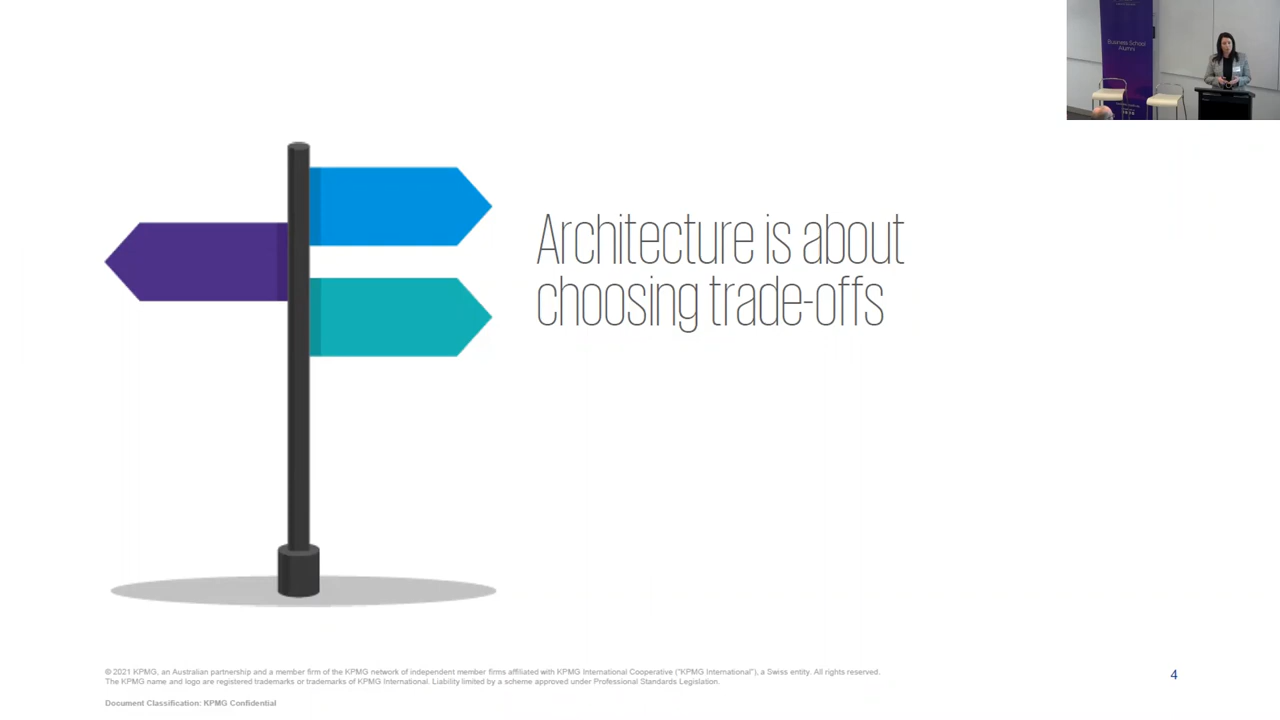 Business School
Alumni
Architecture is about
choosing trade-offs
© 2021 KPMG, an Australian partnership and a member firm of the KPMG network of independent member firms affiliated with KPMG International Cooperative ("KPMG International"), a Swiss entity. All rights reserved.
The KPMG name and logo are registered trademarks or trademarks of KPMG International. Liability limited by a scheme approved under Professional Standards Legislation.
4
Document Classification: KPMG Confidential